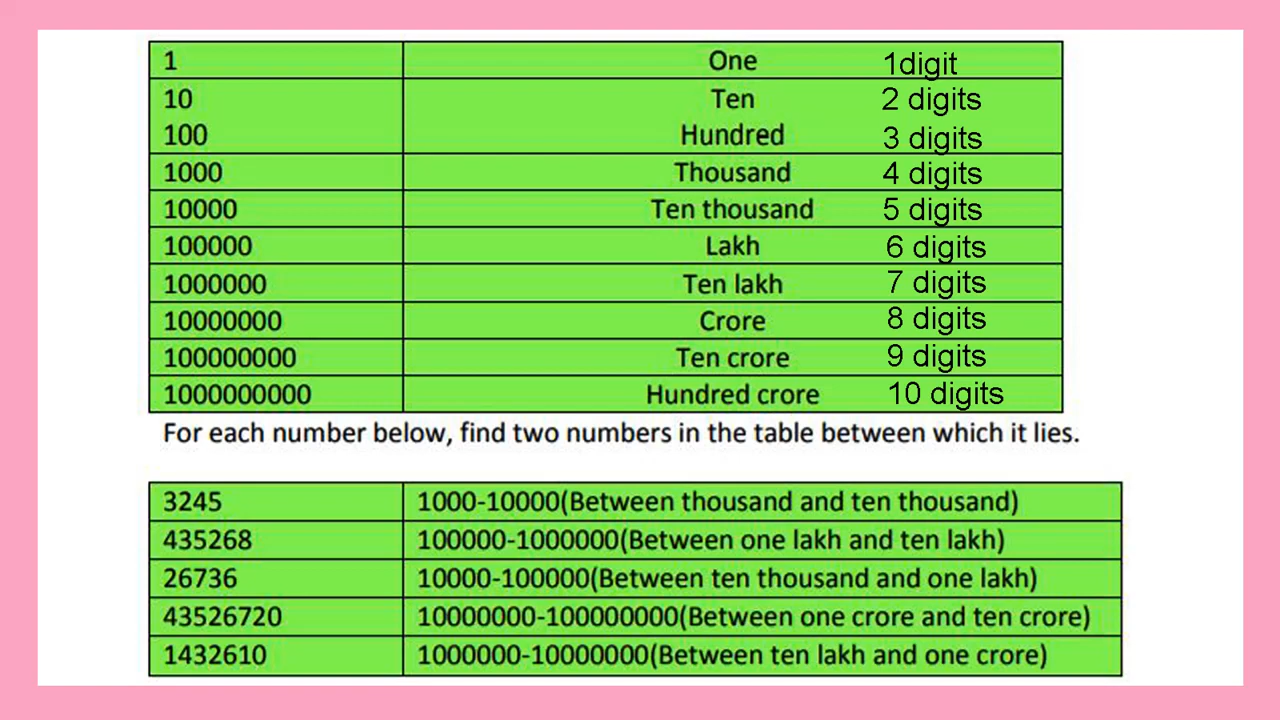 1 One 1digit
10 Ten 2 digits
100 Hundred 3 digits
1000 Thousand 4 digits
10000 Ten thousand 5 digits
100000 Lakh 6 digits
1000000 Ten lakh 7 digits
10000000 Crore 8 digits
100000000 Ten crore 9 digits
1000000000 Hundred crore 10 digits
For each number below, find two numbers in the table between which it lies.
3245 1000-10000(Between thousand and ten thousand)
435268 100000-1000000(Between one lakh and ten lakh)
26736 10000-100000(Between ten thousand and one lakh)
43526720 10000000-100000000(Between one crore and ten crore)
1432610 1000000-10000000(Between ten lakh and one crore)